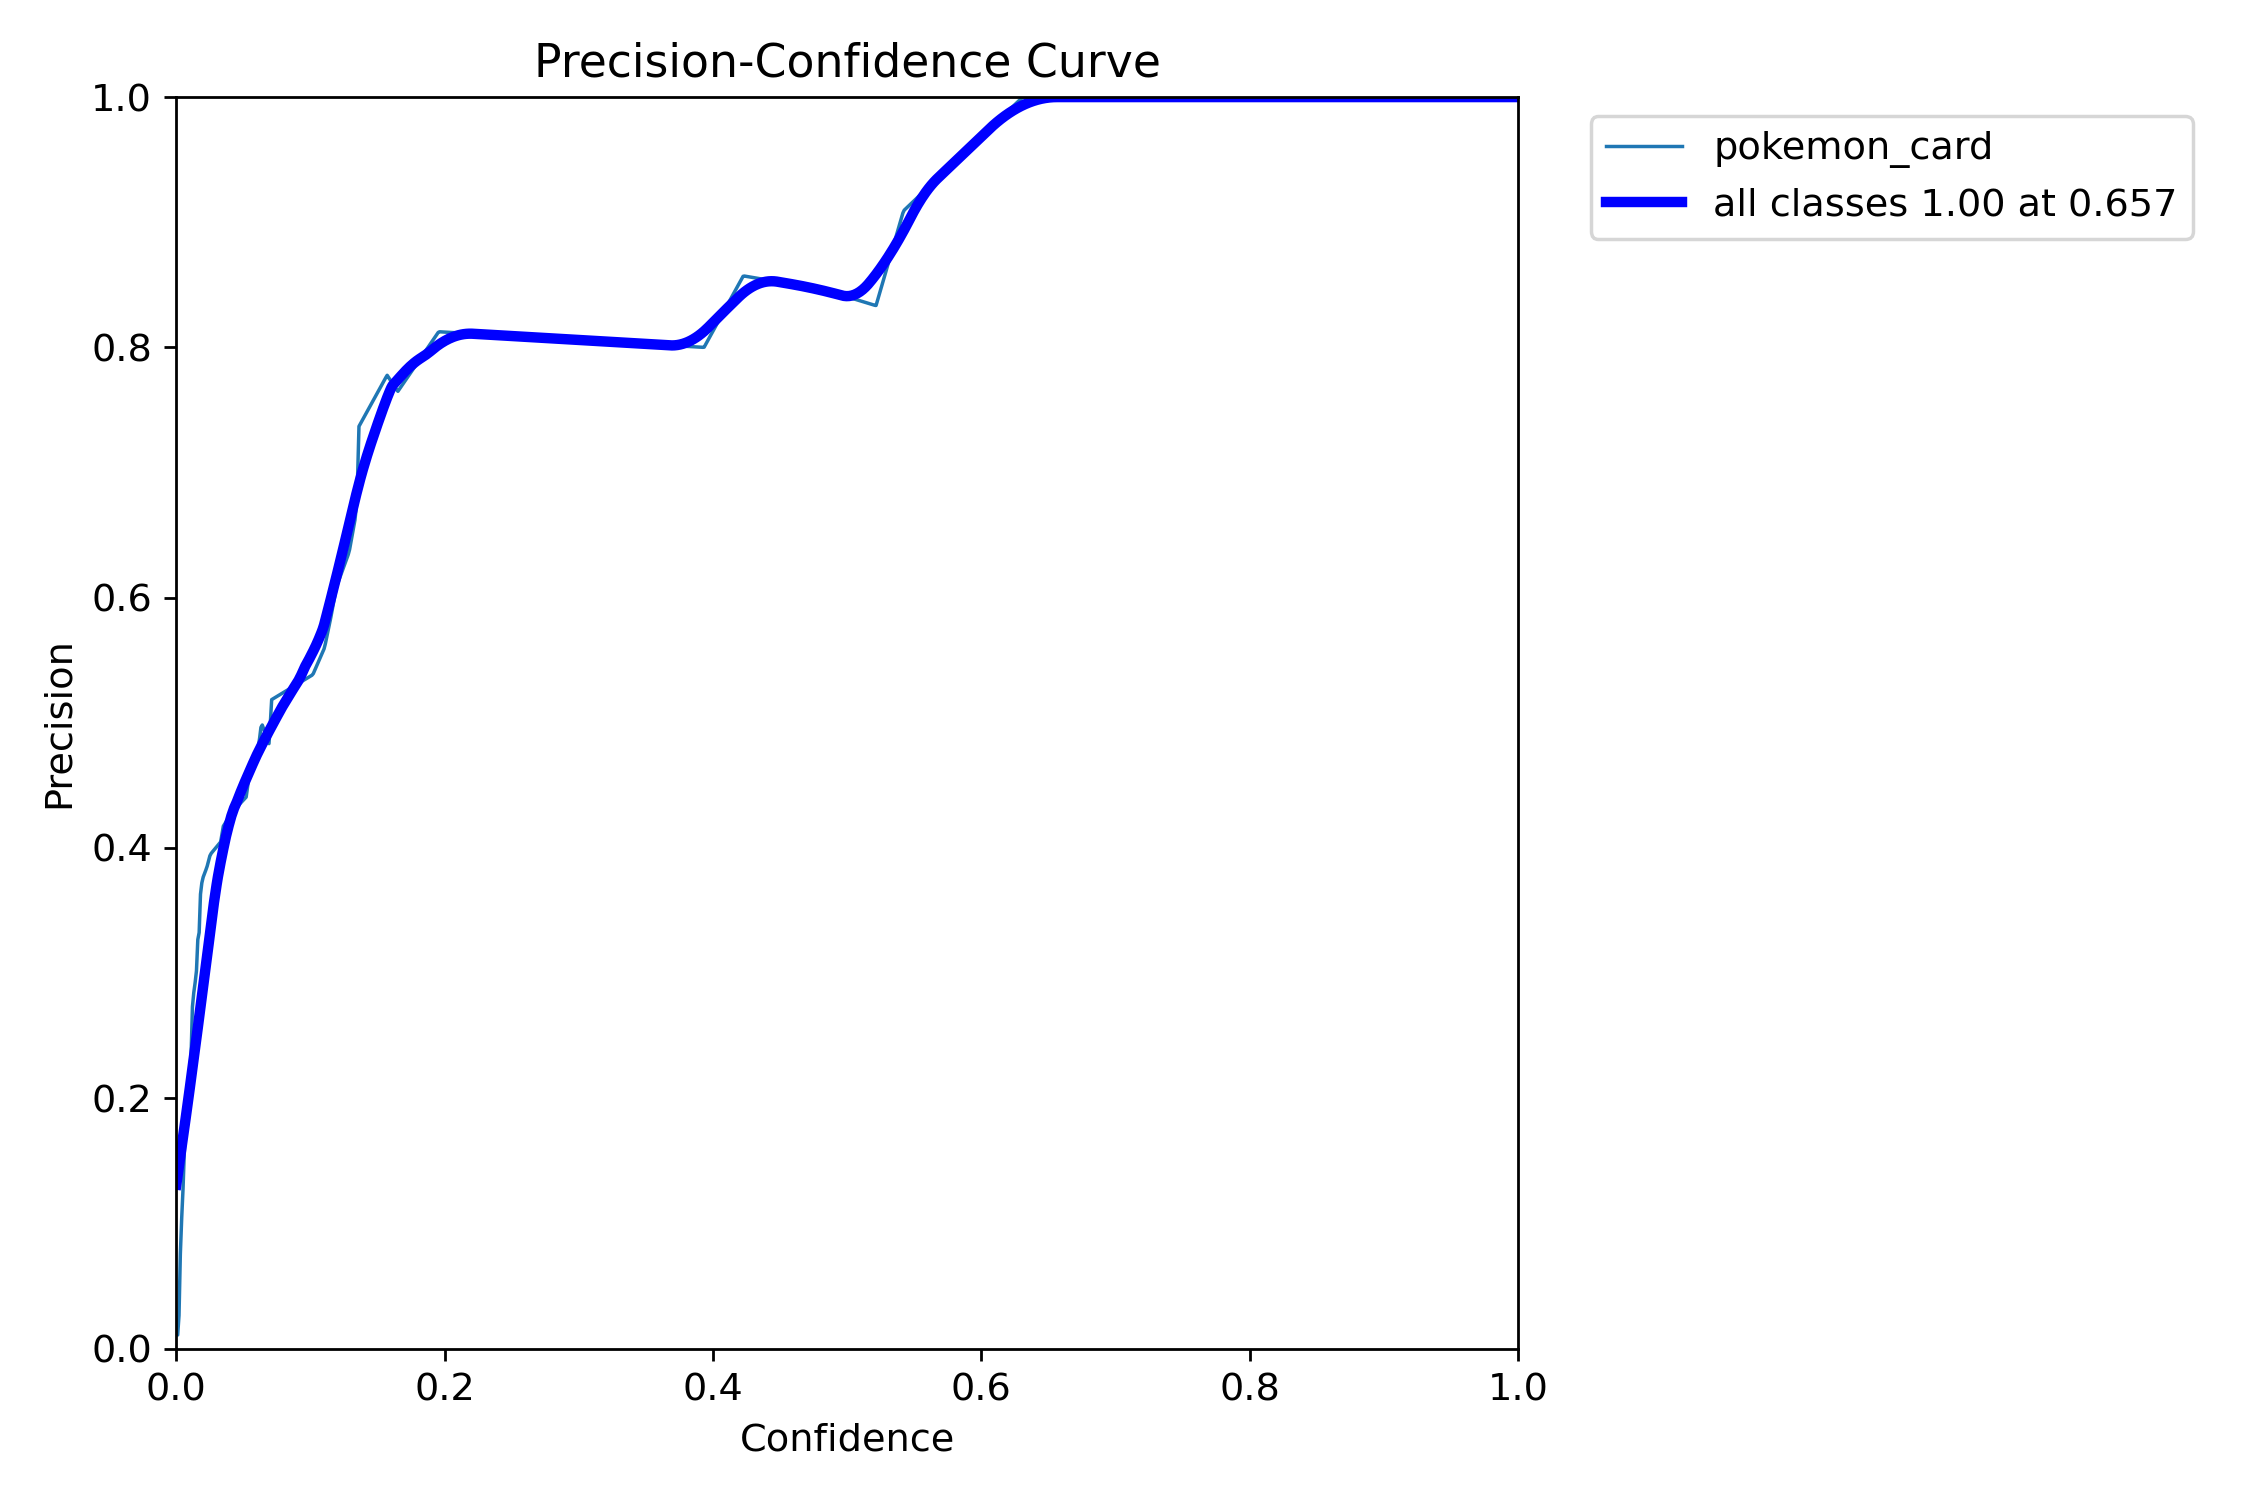 Precision-Confidence Curve
1.0
0.8
0.6
0.4
0.2
0.0
Precision
0.0 0.2 0.4 0.6 0.8 1.0
Confidence
pokemon_card
all classes 1.00 at 0.657